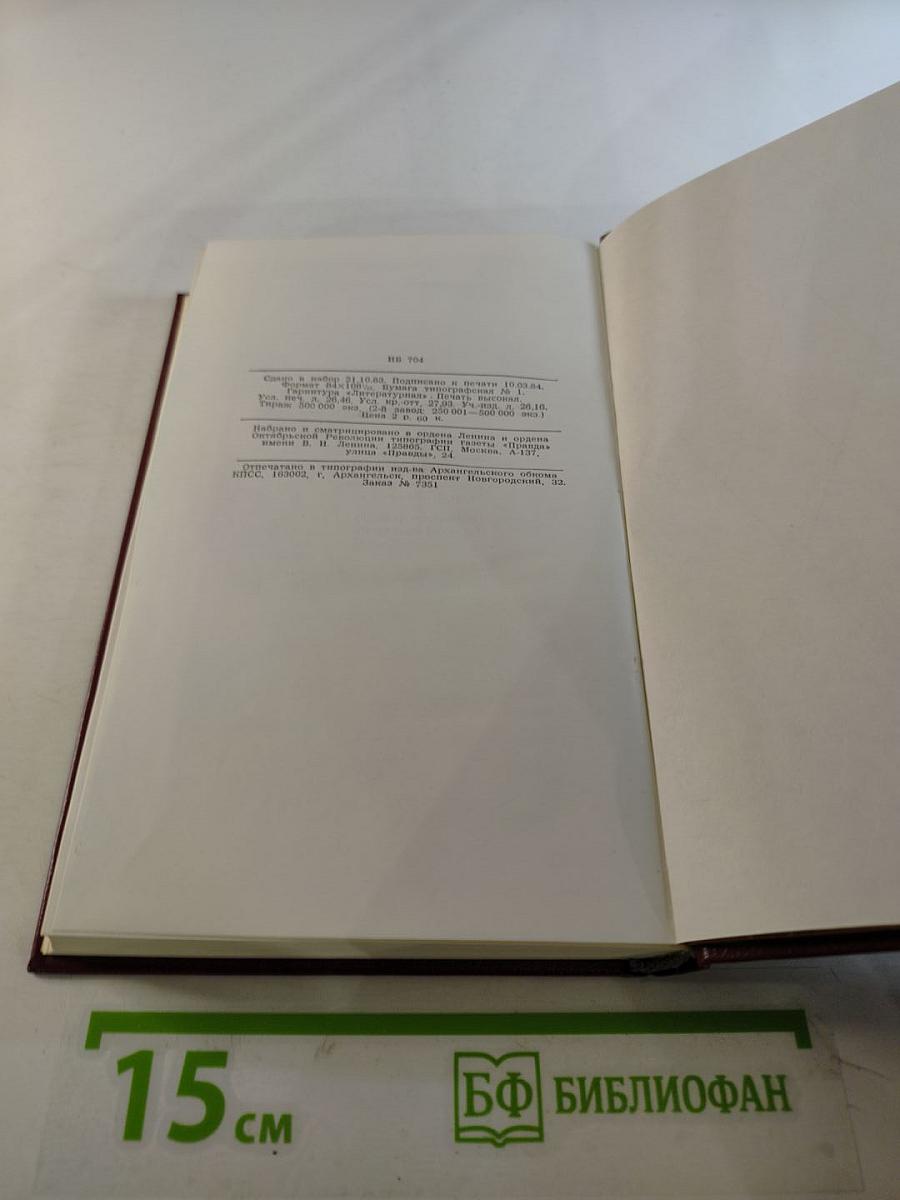 ИБ 704
Сдано в набор 21.10.83. Подписано к печати 10.03.84.
Формат 84×108¹/₃₂. Бумага типографская № 1.
Гарнитура «Литературная». Печать высокая.
Усл. печ. л. 26,46. Усл. кр.-отт. 27,93. Уч.-изд. л. 26,16.
Тираж 500 000 экз. (2-й завод: 250 001—500 000 экз.)
Цена 2 р. 60 к.
Набрано и сматрицировано в ордена Ленина и ордена
Октябрьской Революции типографии газеты «Правда»
имени В. И. Ленина, 125865, ГСП, Москва, А-137,
улица «Правды», 24.
Отпечатано в типографии изд-ва Архангельского обкома
КПСС, 163002, г. Архангельск, проспект Новгородский, 32.
Заказ № 7351
15 см
БФ БИБЛИОФАН